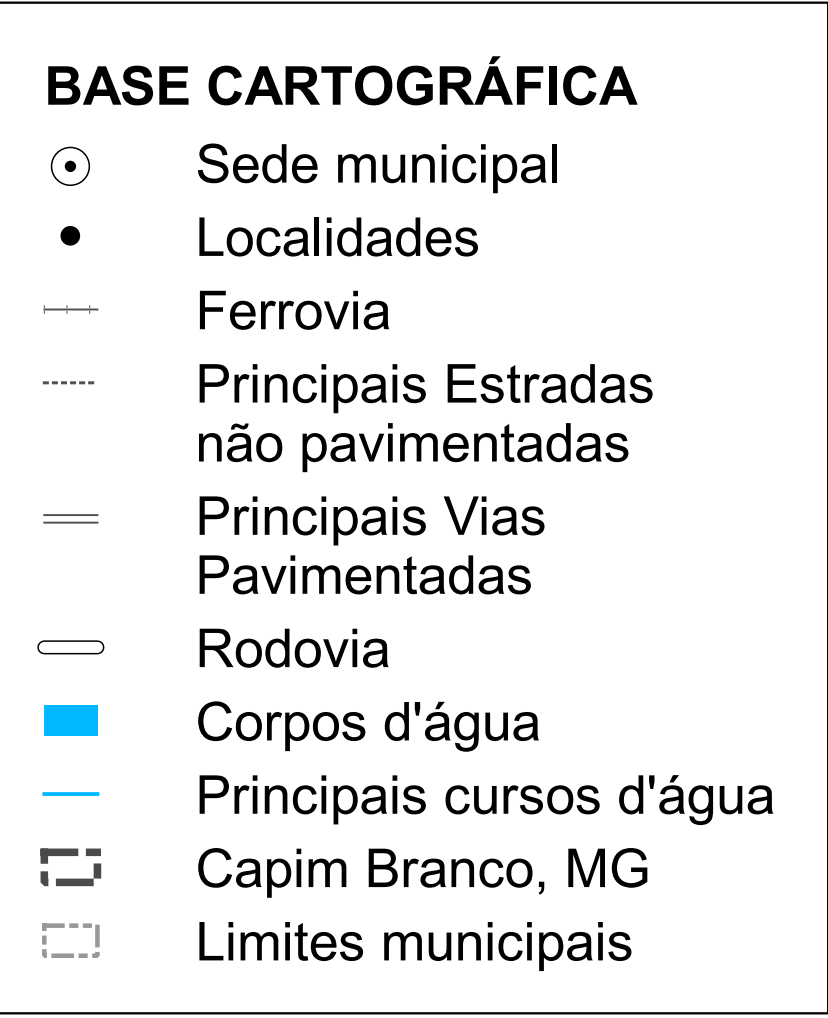 BASE CARTOGRÁFICA
Sede municipal
Localidades
Ferrovia
Principais Estradas
não pavimentadas
Principais Vias
Pavimentadas
Rodovia
Corpos d'água
Principais cursos d'água
Capim Branco, MG
Limites municipais